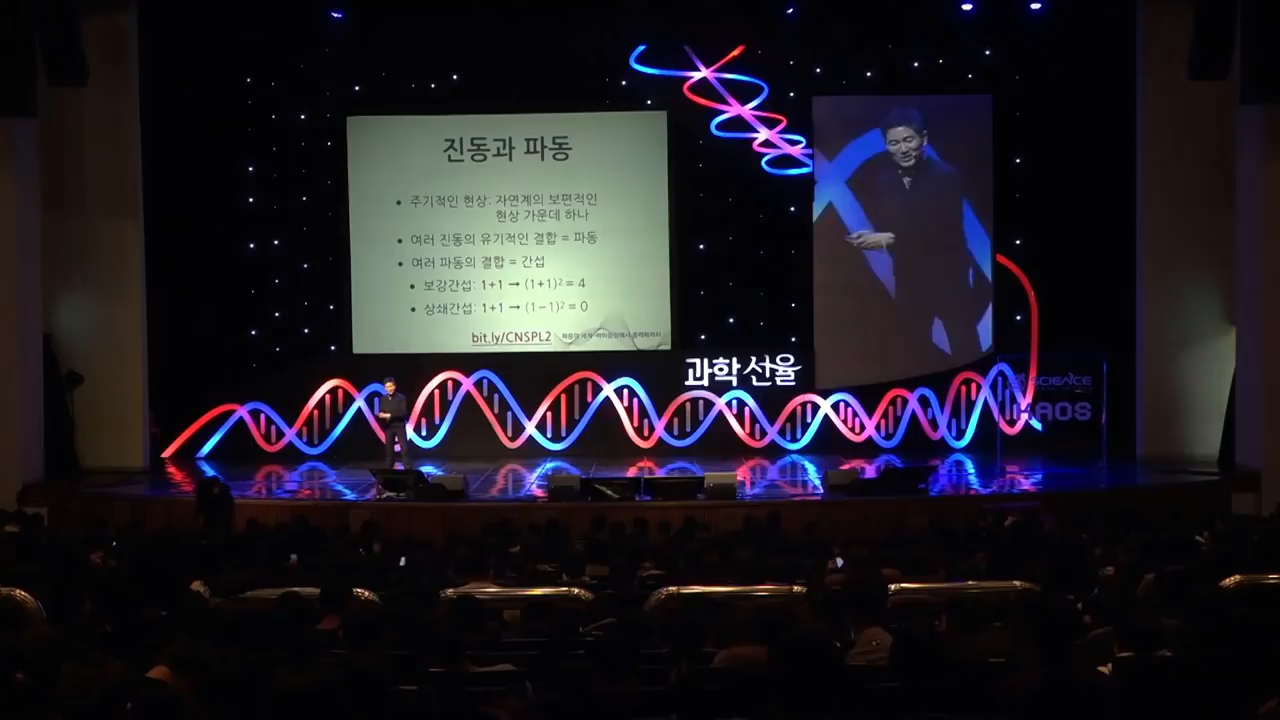 진동과 파동
• 주기적인 현상: 자연계의 보편적인
현상 가운데 하나
• 여러 진동의 유기적인 결합 = 파동
• 여러 파동의 결합 = 간섭
• 보강간섭: 1+1 → (1+1)² = 4
• 상쇄간섭: 1+1 → (1−1)² = 0
bit.ly/CNSPL2
과학 선율
SCIENCE
KAOS